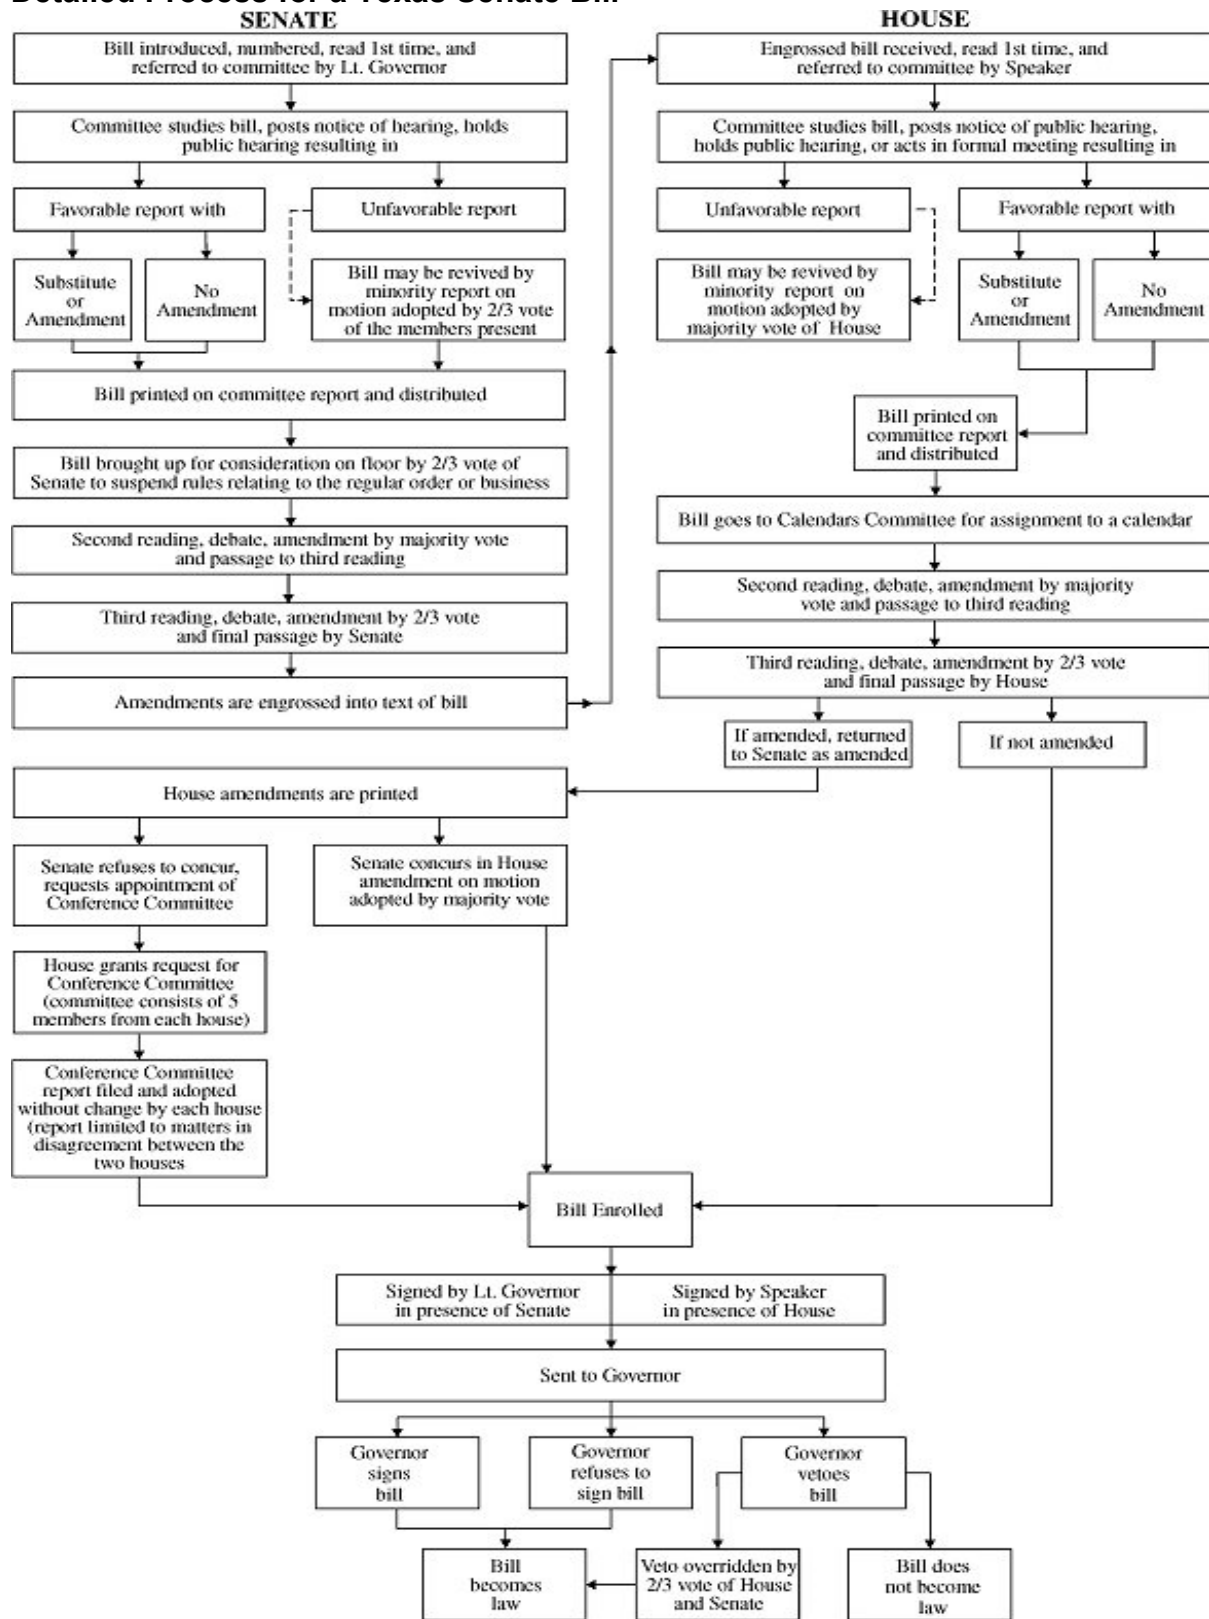 Detailed Process for a Texas Senate Bill
SENATE
Bill introduced, numbered, read 1st time, and
referred to committee by Lt. Governor
Committee studies bill, posts notice of hearing, holds
public hearing resulting in
Favorable report with
Unfavorable report
Substitute
or
Amendment
No
Amendment
Bill may be revived by
minority report on
motion adopted by 2/3 vote
of the members present
Bill printed on committee report and distributed
Bill brought up for consideration on floor by 2/3 vote of
Senate to suspend rules relating to the regular order or business
Second reading, debate, amendment by majority vote
and passage to third reading
Third reading, debate, amendment by 2/3 vote
and final passage by Senate
Amendments are engrossed into text of bill
HOUSE
Engrossed bill received, read 1st time, and
referred to committee by Speaker
Committee studies bill, posts notice of public hearing,
holds public hearing, or acts in formal meeting resulting in
Unfavorable report
Favorable report with
Bill may be revived by
minority report on
motion adopted by
majority vote of House
Substitute
or
Amendment
No
Amendment
Bill printed on
committee report
and distributed
Bill goes to Calendars Committee for assignment to a calendar
Second reading, debate, amendment by majority
vote and passage to third reading
Third reading, debate, amendment by 2/3 vote
and final passage by House
If amended, returned
to Senate as amended
If not amended
House amendments are printed
Senate refuses to concur,
requests appointment of
Conference Committee
Senate concurs in House
amendment on motion
adopted by majority vote
House grants request for
Conference Committee
(committee consists of 5
members from each house)
Conference Committee
report filed and adopted
without change by each house
(report limited to matters in
disagreement between the
two houses
Bill Enrolled
Signed by Lt. Governor
in presence of Senate
Signed by Speaker
in presence of House
Sent to Governor
Governor
signs
bill
Governor
refuses to
sign bill
Governor
vetoes
bill
Bill
becomes
law
Veto overridden by
2/3 vote of House
and Senate
Bill does
not become
law